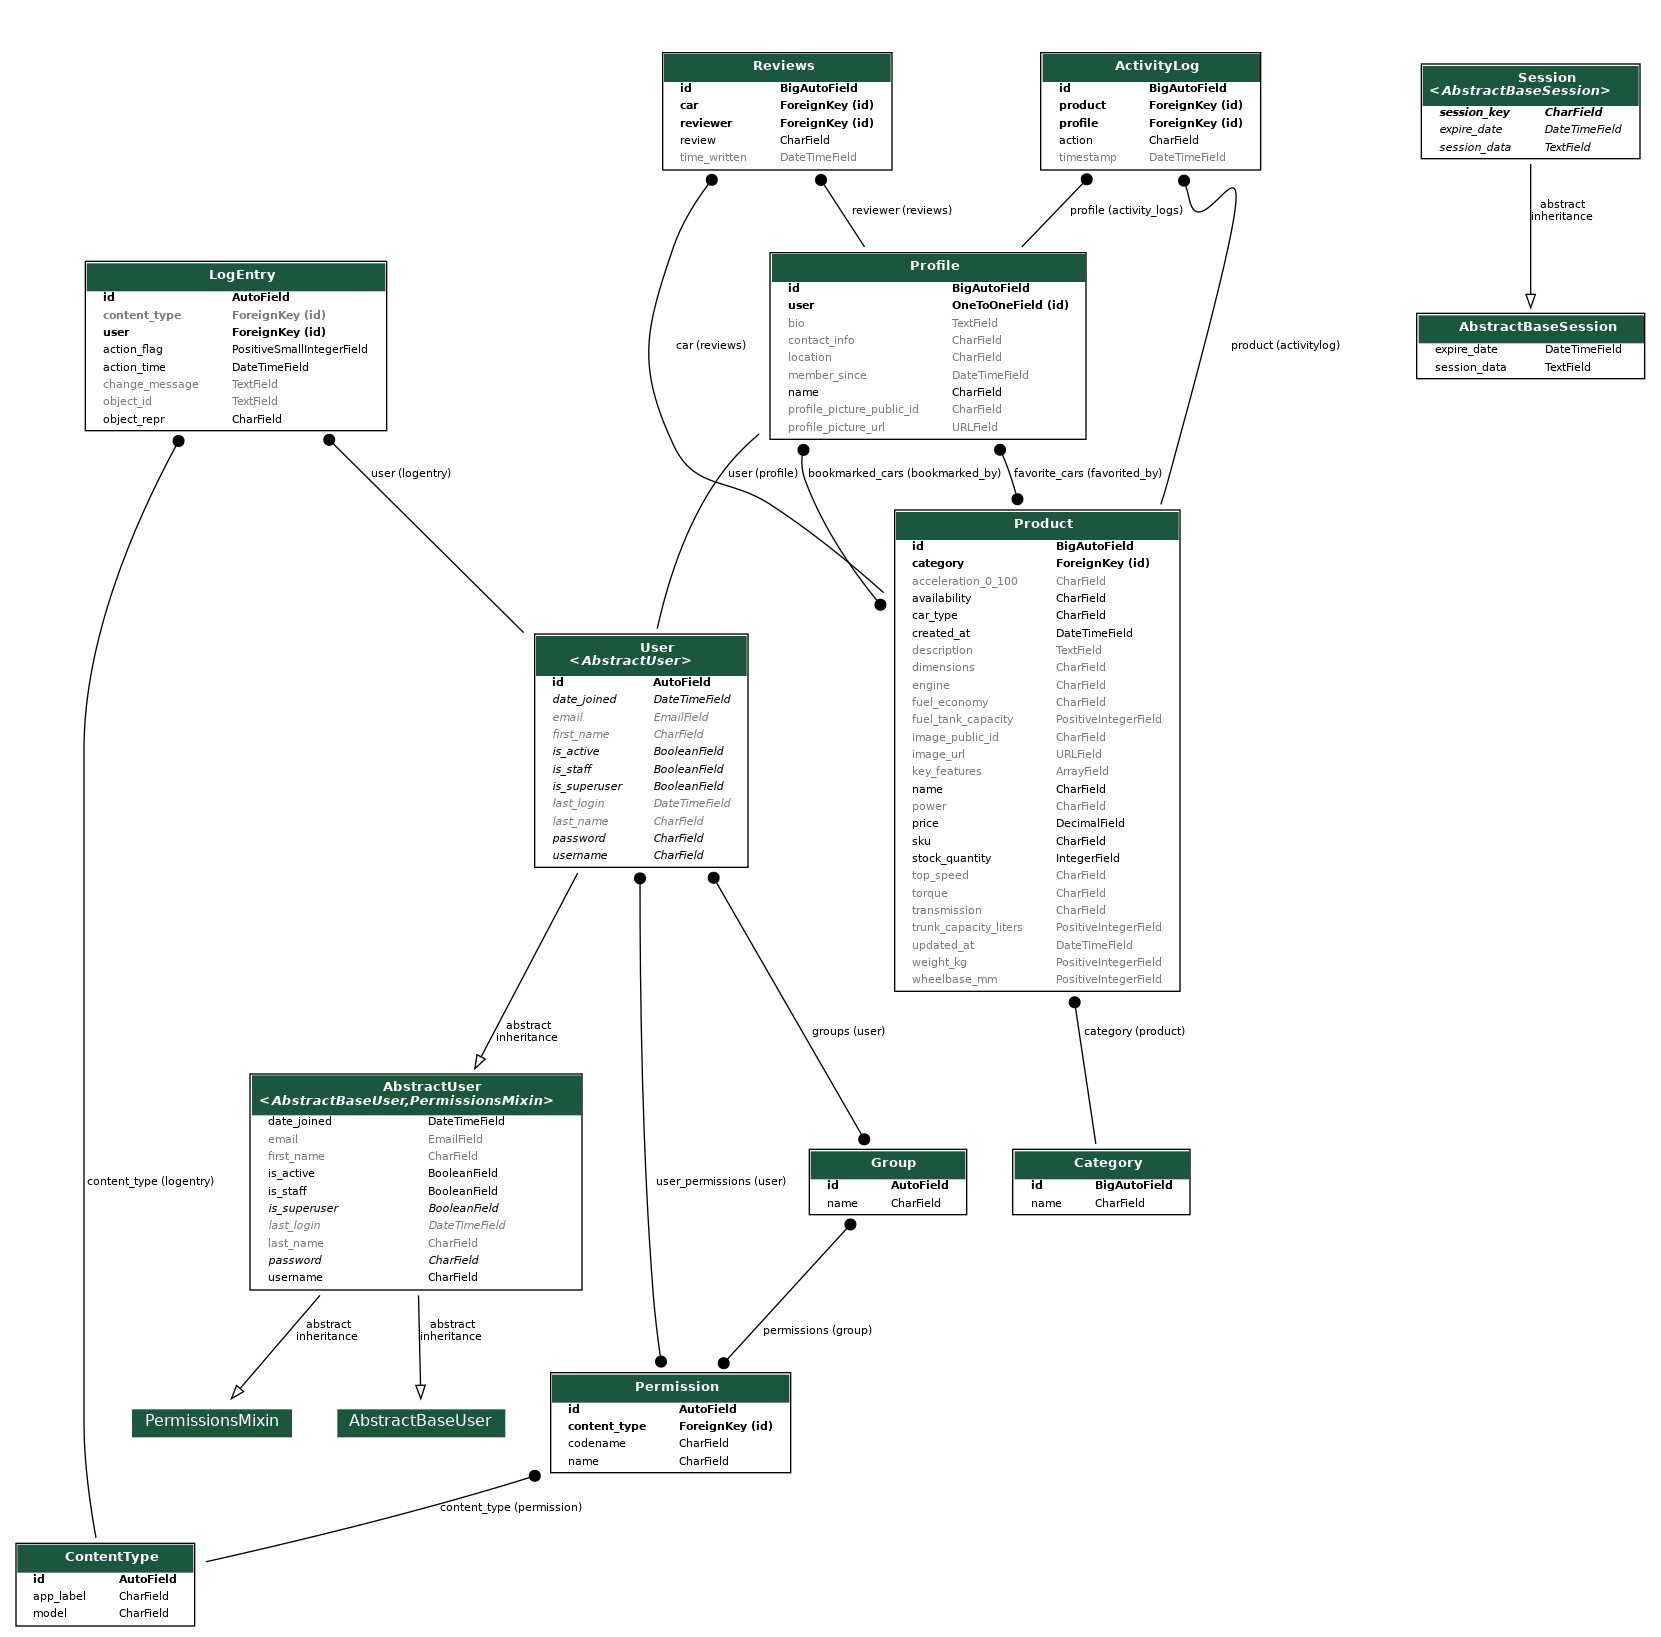 Reviews
id BigAutoField
car ForeignKey (id)
reviewer ForeignKey (id)
review CharField
time_written DateTimeField
ActivityLog
id BigAutoField
product ForeignKey (id)
profile ForeignKey (id)
action CharField
timestamp DateTimeField
Session
<AbstractBaseSession>
session_key CharField
expire_date DateTimeField
session_data TextField
reviewer (reviews)
profile (activity_logs)
abstract
inheritance
LogEntry
id AutoField
content_type ForeignKey (id)
user ForeignKey (id)
action_flag PositiveSmallIntegerField
action_time DateTimeField
change_message TextField
object_id TextField
object_repr CharField
Profile
id BigAutoField
user OneToOneField (id)
bio TextField
contact_info CharField
location CharField
member_since DateTimeField
name CharField
profile_picture_public_id CharField
profile_picture_url URLField
car (reviews)
product (activitylog)
AbstractBaseSession
expire_date DateTimeField
session_data TextField
user (logentry)
user (profile)
bookmarked_cars (bookmarked_by)
favorite_cars (favorited_by)
Product
id BigAutoField
category ForeignKey (id)
acceleration_0_100 CharField
availability CharField
car_type CharField
created_at DateTimeField
description TextField
dimensions CharField
engine CharField
fuel_economy CharField
fuel_tank_capacity PositiveIntegerField
image_public_id CharField
image_url URLField
key_features ArrayField
name CharField
power CharField
price DecimalField
sku CharField
stock_quantity IntegerField
top_speed CharField
torque CharField
transmission CharField
trunk_capacity_liters PositiveIntegerField
updated_at DateTimeField
weight_kg PositiveIntegerField
wheelbase_mm PositiveIntegerField
User
<AbstractUser>
id AutoField
date_joined DateTimeField
email EmailField
first_name CharField
is_active BooleanField
is_staff BooleanField
is_superuser BooleanField
last_login DateTimeField
last_name CharField
password CharField
username CharField
abstract
inheritance
groups (user)
category (product)
AbstractUser
<AbstractBaseUser,PermissionsMixin>
date_joined DateTimeField
email EmailField
first_name CharField
is_active BooleanField
is_staff BooleanField
is_superuser BooleanField
last_login DateTimeField
last_name CharField
password CharField
username CharField
content_type (logentry)
user_permissions (user)
Group
id AutoField
name CharField
Category
id BigAutoField
name CharField
abstract
inheritance
abstract
inheritance
permissions (group)
PermissionsMixin
AbstractBaseUser
Permission
id AutoField
content_type ForeignKey (id)
codename CharField
name CharField
content_type (permission)
ContentType
id AutoField
app_label CharField
model CharField